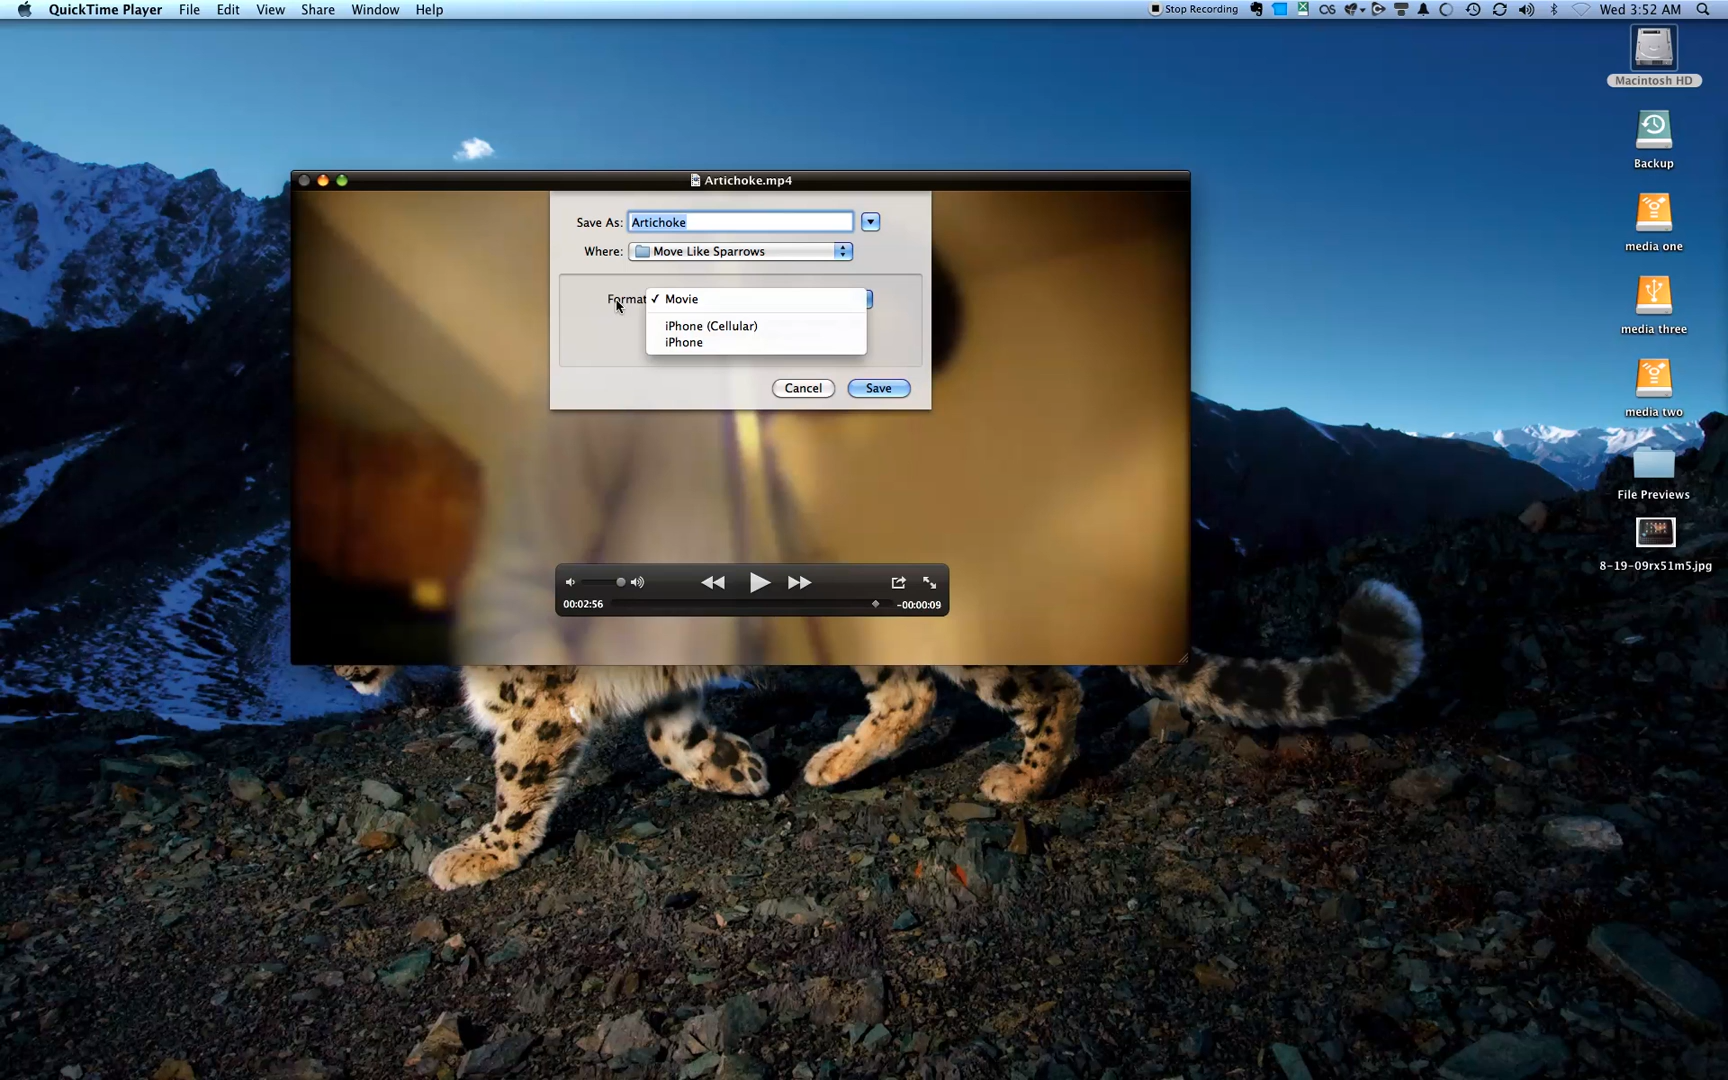 QuickTime Player File Edit View Share Window Help
Stop Recording Wed 3:52 AM
Macintosh HD
Backup
media one
media three
media two
File Previews
8-19-09rx51m5.jpg
Artichoke.mp4
Save As: Artichoke
Where: Move Like Sparrows
Format ✓ Movie
iPhone (Cellular)
iPhone
Cancel Save
00:02:56 -00:00:09